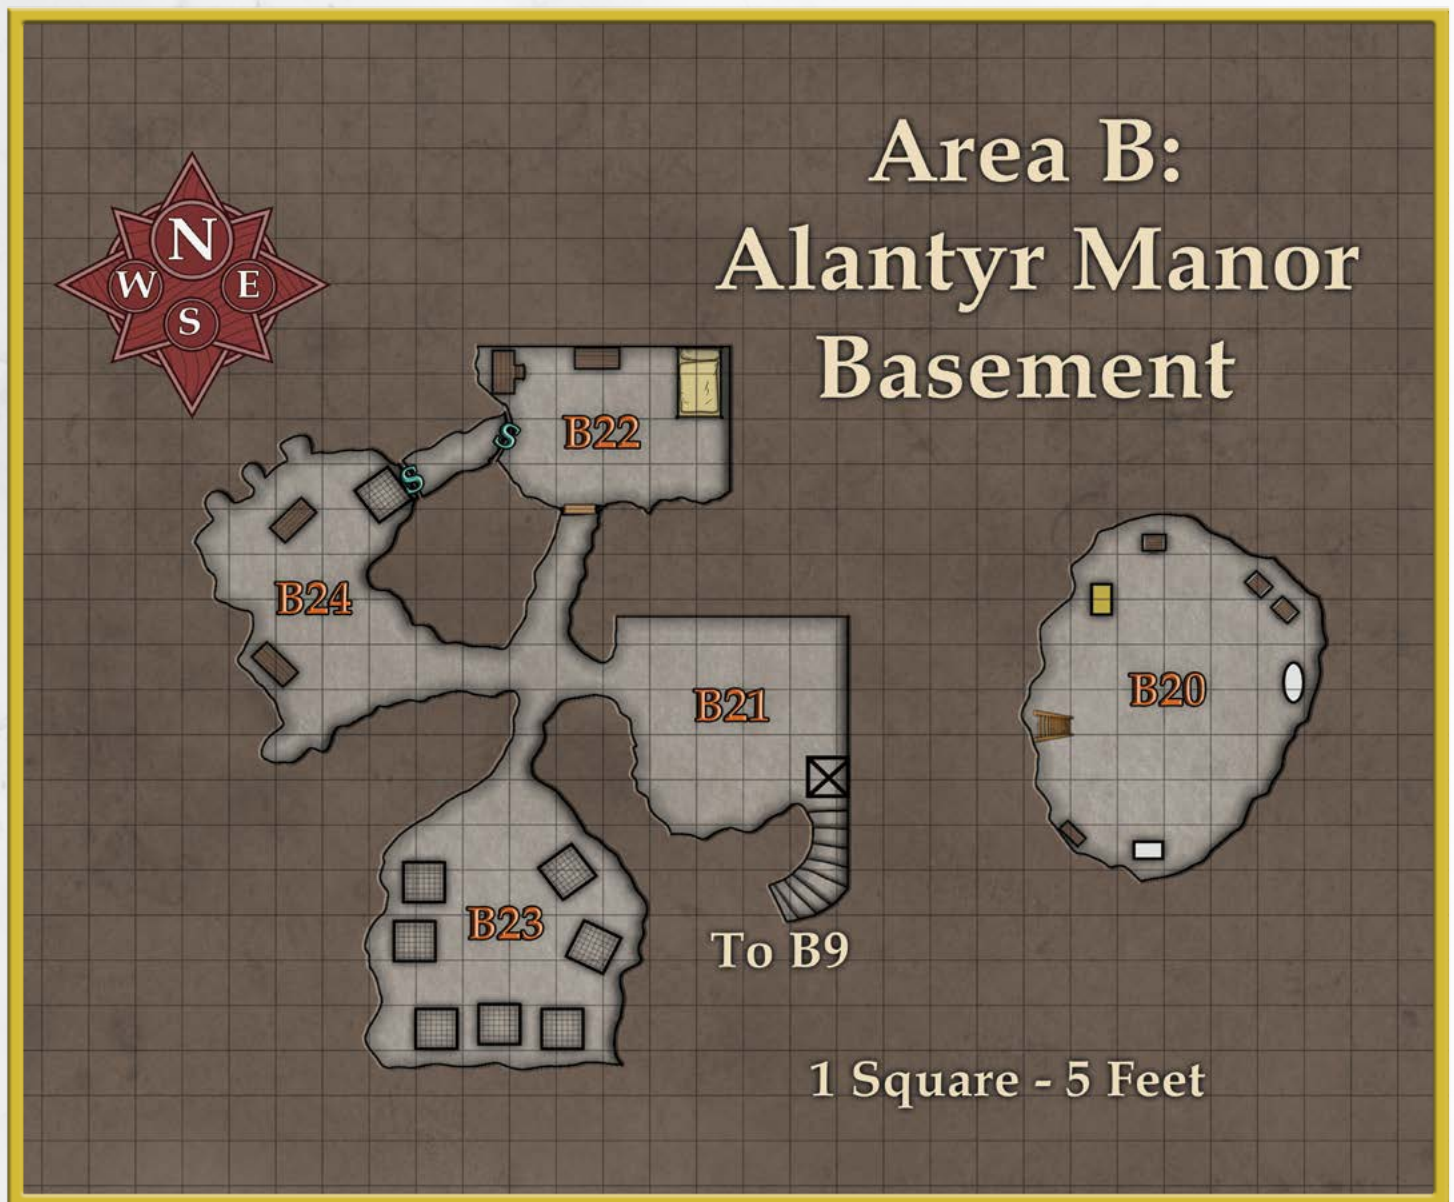 Area B:
Alantyr Manor
Basement
N
W E
S
B22
S
S
B24
B20
B21
B23
To B9
1 Square - 5 Feet